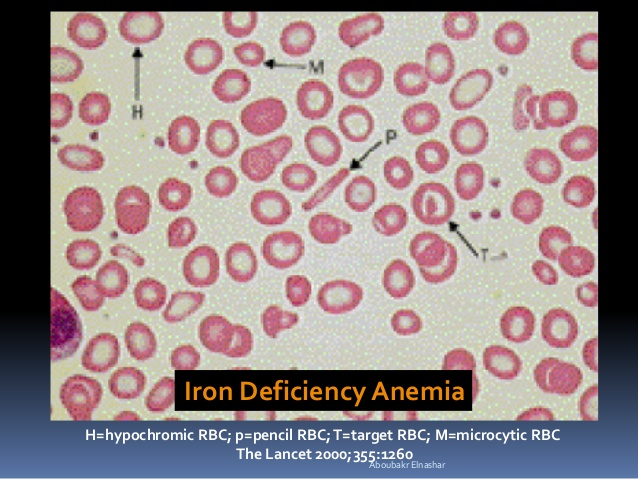 H
M
P
T
Iron Deficiency Anemia
H=hypochromic RBC; p=pencil RBC; T=target RBC; M=microcytic RBC
The Lancet 2000;355:1260
Aboubakr Elnashar